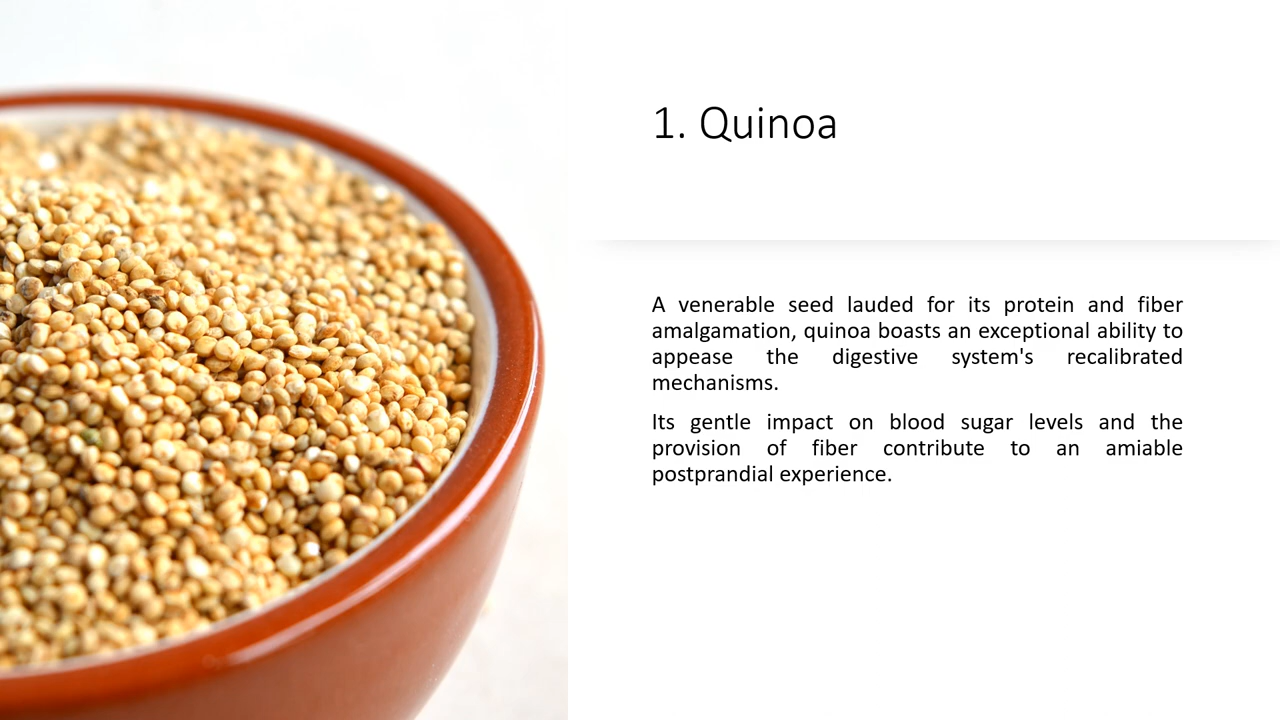 1. Quinoa
A venerable seed lauded for its protein and fiber
amalgamation, quinoa boasts an exceptional ability to
appease the digestive system's recalibrated
mechanisms.
Its gentle impact on blood sugar levels and the
provision of fiber contribute to an amiable
postprandial experience.